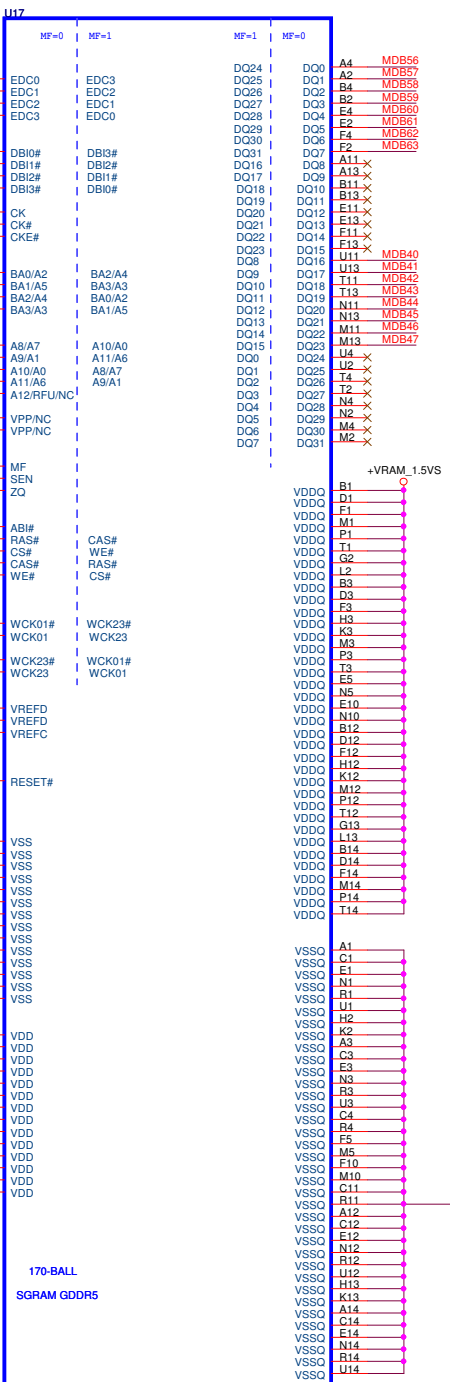 U17
MF=0 MF=1 MF=1 MF=0
EDC0 EDC3
EDC1 EDC2
EDC2 EDC1
EDC3 EDC0
DBI0# DBI3#
DBI1# DBI2#
DBI2# DBI1#
DBI3# DBI0#
CK
CK#
CKE#
BA0/A2 BA2/A4
BA1/A5 BA3/A3
BA2/A4 BA0/A2
BA3/A3 BA1/A5
A8/A7 A10/A0
A9/A1 A11/A6
A10/A0 A8/A7
A11/A6 A9/A1
A12/RFU/NC
VPP/NC
VPP/NC
MF
SEN
ZQ
ABI#
RAS# CAS#
CS# WE#
CAS# RAS#
WE# CS#
WCK01# WCK23#
WCK01 WCK23
WCK23# WCK01#
WCK23 WCK01
VREFD
VREFD
VREFC
RESET#
VSS
VSS
VSS
VSS
VSS
VSS
VSS
VSS
VSS
VSS
VSS
VSS
VSS
VSS
VDD
VDD
VDD
VDD
VDD
VDD
VDD
VDD
VDD
VDD
VDD
VDD
VDD
VDD
170-BALL
SGRAM GDDR5
DQ24 DQ0 A4 MDB56
DQ25 DQ1 A2 MDB57
DQ26 DQ2 B4 MDB58
DQ27 DQ3 B2 MDB59
DQ28 DQ4 E4 MDB60
DQ29 DQ5 E2 MDB61
DQ30 DQ6 F4 MDB62
DQ31 DQ7 F2 MDB63
DQ16 DQ8 A11
DQ17 DQ9 A13
DQ18 DQ10 B11
DQ19 DQ11 B13
DQ20 DQ12 E11
DQ21 DQ13 E13
DQ22 DQ14 F11
DQ23 DQ15 F13
DQ8 DQ16 U11 MDB40
DQ9 DQ17 U13 MDB41
DQ10 DQ18 T11 MDB42
DQ11 DQ19 T13 MDB43
DQ12 DQ20 N11 MDB44
DQ13 DQ21 N13 MDB45
DQ14 DQ22 M11 MDB46
DQ15 DQ23 M13 MDB47
DQ0 DQ24 U4
DQ1 DQ25 U2
DQ2 DQ26 T4
DQ3 DQ27 T2
DQ4 DQ28 N4
DQ5 DQ29 N2
DQ6 DQ30 M4
DQ7 DQ31 M2
+VRAM_1.5VS
VDDQ B1
VDDQ D1
VDDQ F1
VDDQ M1
VDDQ P1
VDDQ T1
VDDQ G2
VDDQ L2
VDDQ B3
VDDQ D3
VDDQ F3
VDDQ H3
VDDQ K3
VDDQ M3
VDDQ P3
VDDQ T3
VDDQ E5
VDDQ N5
VDDQ E10
VDDQ N10
VDDQ B12
VDDQ D12
VDDQ F12
VDDQ H12
VDDQ K12
VDDQ M12
VDDQ P12
VDDQ T12
VDDQ G13
VDDQ L13
VDDQ B14
VDDQ D14
VDDQ F14
VDDQ M14
VDDQ P14
VDDQ T14
VSSQ A1
VSSQ C1
VSSQ E1
VSSQ N1
VSSQ R1
VSSQ U1
VSSQ H2
VSSQ K2
VSSQ A3
VSSQ C3
VSSQ E3
VSSQ N3
VSSQ R3
VSSQ U3
VSSQ C4
VSSQ R4
VSSQ F5
VSSQ M5
VSSQ F10
VSSQ M10
VSSQ C11
VSSQ R11
VSSQ A12
VSSQ C12
VSSQ E12
VSSQ N12
VSSQ R12
VSSQ U12
VSSQ H13
VSSQ K13
VSSQ A14
VSSQ C14
VSSQ E14
VSSQ N14
VSSQ R14
VSSQ U14